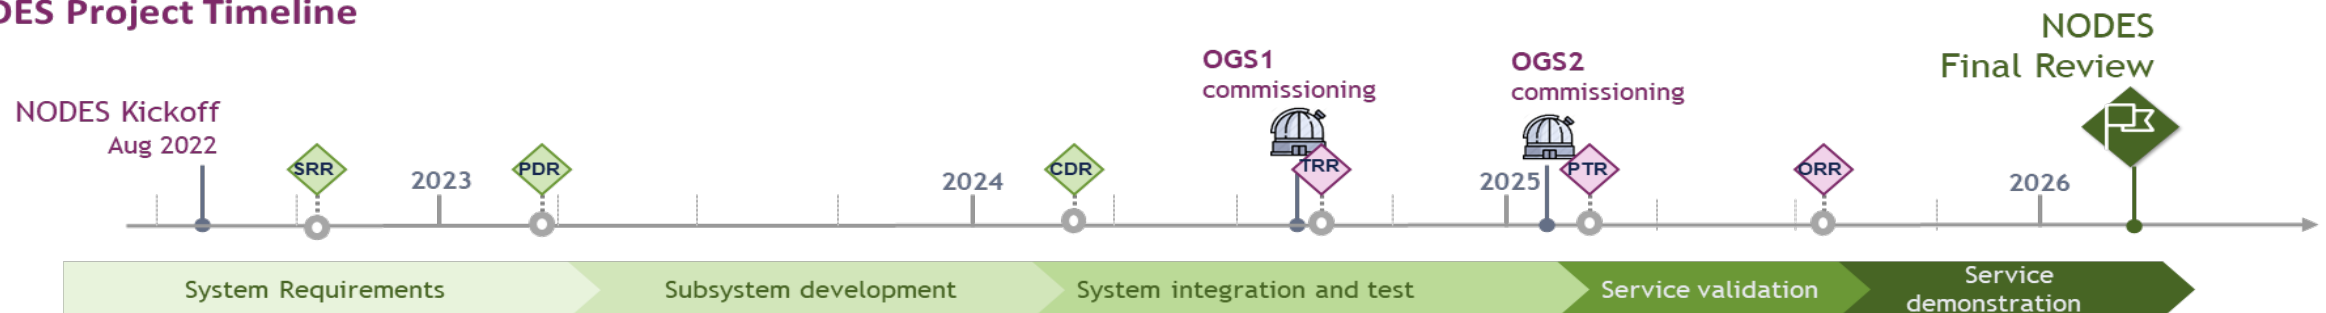 DES Project Timeline
NODES Kickoff
Aug 2022
SRR
2023
PDR
2024
CDR
OGS1
commissioning
TRR
2025
OGS2
commissioning
PTR
ORR
2026
NODES
Final Review
System Requirements
Subsystem development
System integration and test
Service validation
Service
demonstration